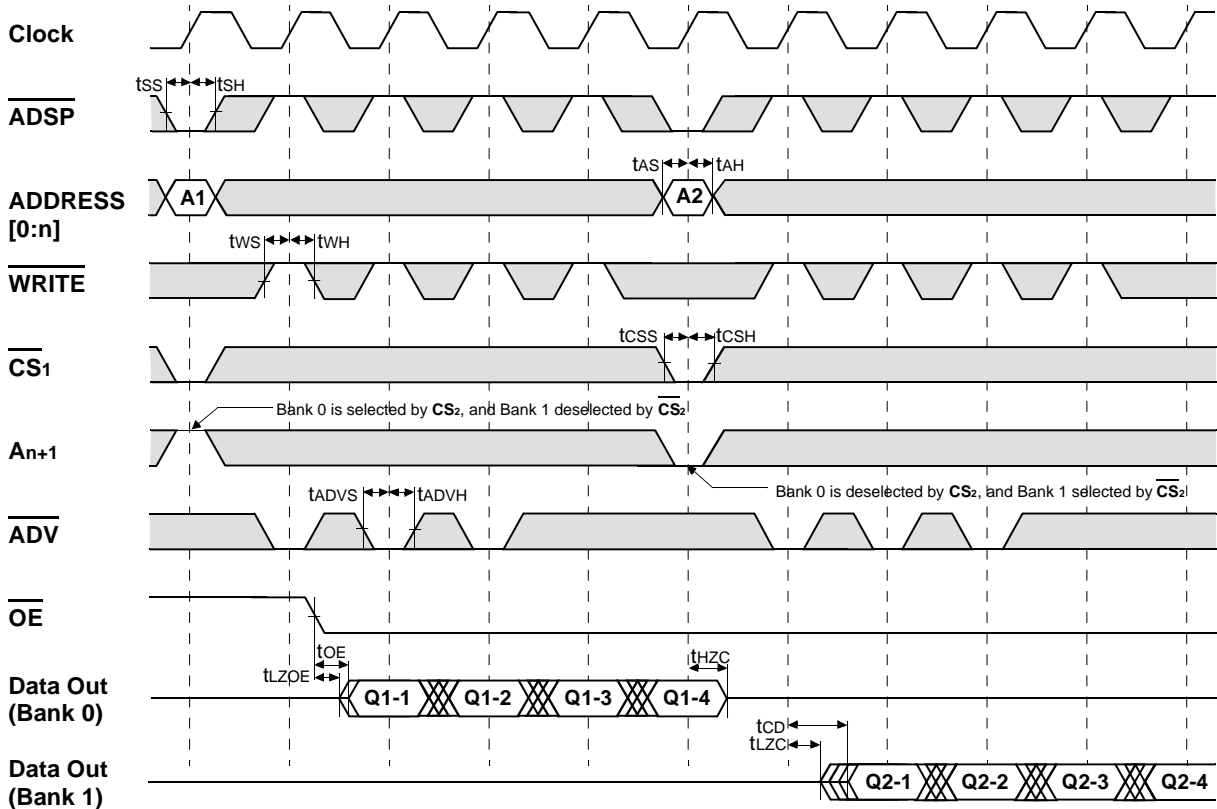 Clock
tSS tSH
ADSP
tAS tAH
ADDRESS
[0:n]
A1 A2
tWS tWH
WRITE
tCSS tCSH
CS1
Bank 0 is selected by CS2, and Bank 1 deselected by CS2
An+1
Bank 0 is deselected by CS2, and Bank 1 selected by CS2
tADVS tADVH
ADV
OE
tOE tHZC
tLZOE
Data Out
(Bank 0)
Q1-1 Q1-2 Q1-3 Q1-4
tCD
tLZC
Data Out
(Bank 1)
Q2-1 Q2-2 Q2-3 Q2-4